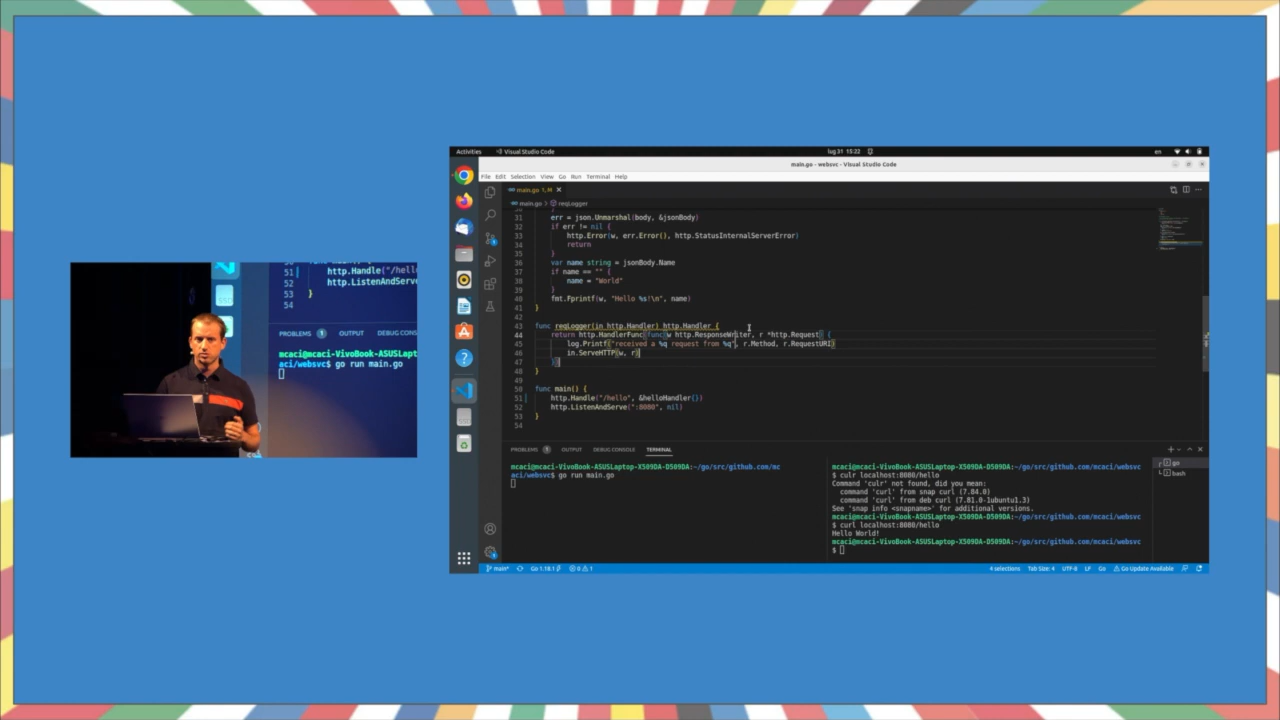 51 http.Handle("/hello
52 http.ListenAndServe
53 }
54
PROBLEMS 1 OUTPUT DEBUG CONS
mcaci@mcaci-VivoBook-ASUSLapt
aci/websvc$ go run main.go
Activities Visual Studio Code lug 31 15:22 en
main.go - websvc - Visual Studio Code
File Edit Selection View Go Run Terminal Help
main.go 1, M
main.go > reqLogger
31 err = json.Unmarshal(body, &jsonBody)
32 if err != nil {
33 http.Error(w, err.Error(), http.StatusInternalServerError)
34 return
35 }
36 var name string = jsonBody.Name
37 if name == "" {
38 name = "World"
39 }
40 fmt.Fprintf(w, "Hello %s!\n", name)
41 }
42
43 func reqLogger(in http.Handler) http.Handler {
44 return http.HandlerFunc(func(w http.ResponseWriter, r *http.Request) {
45 log.Printf("received a %q request from %q", r.Method, r.RequestURI)
46 in.ServeHTTP(w, r)
47 })
48 }
49
50 func main() {
51 http.Handle("/hello", &helloHandler{})
52 http.ListenAndServe(":8080", nil)
53 }
54
PROBLEMS 1 OUTPUT DEBUG CONSOLE TERMINAL
mcaci@mcaci-VivoBook-ASUSLaptop-X509DA-D509DA:~/go/src/github.com/mc
aci/websvc$ go run main.go
mcaci@mcaci-VivoBook-ASUSLaptop-X509DA-D509DA:~/go/src/github.com/mcaci/websvc
$ culr localhost:8080/hello
Command 'culr' not found, did you mean:
command 'curl' from snap curl (7.84.0)
command 'curl' from deb curl (7.81.0-1ubuntu1.3)
See 'snap info <snapname>' for additional versions.
mcaci@mcaci-VivoBook-ASUSLaptop-X509DA-D509DA:~/go/src/github.com/mcaci/websvc
$ curl localhost:8080/hello
Hello World!
mcaci@mcaci-VivoBook-ASUSLaptop-X509DA-D509DA:~/go/src/github.com/mcaci/websvc
$
go
bash
main* Go 1.18.1 0 1 4 selections Tab Size: 4 UTF-8 LF Go Go Update Available